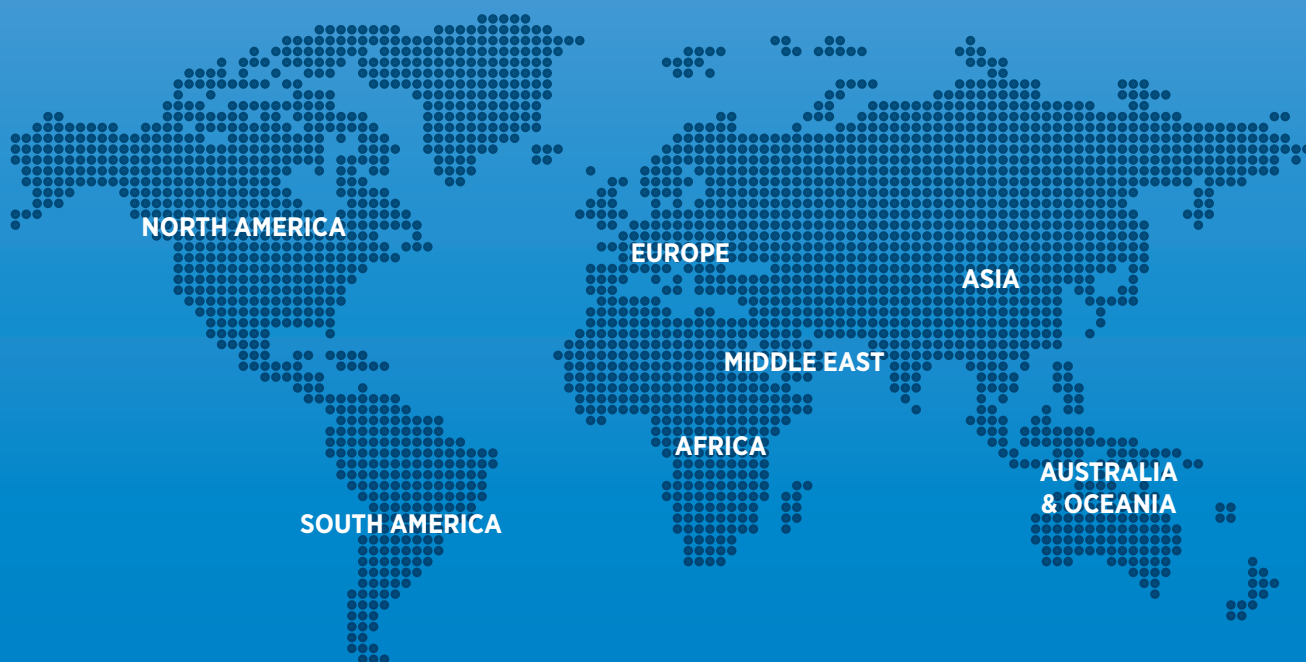 NORTH AMERICA
EUROPE
ASIA
MIDDLE EAST
AFRICA
AUSTRALIA
& OCEANIA
SOUTH AMERICA